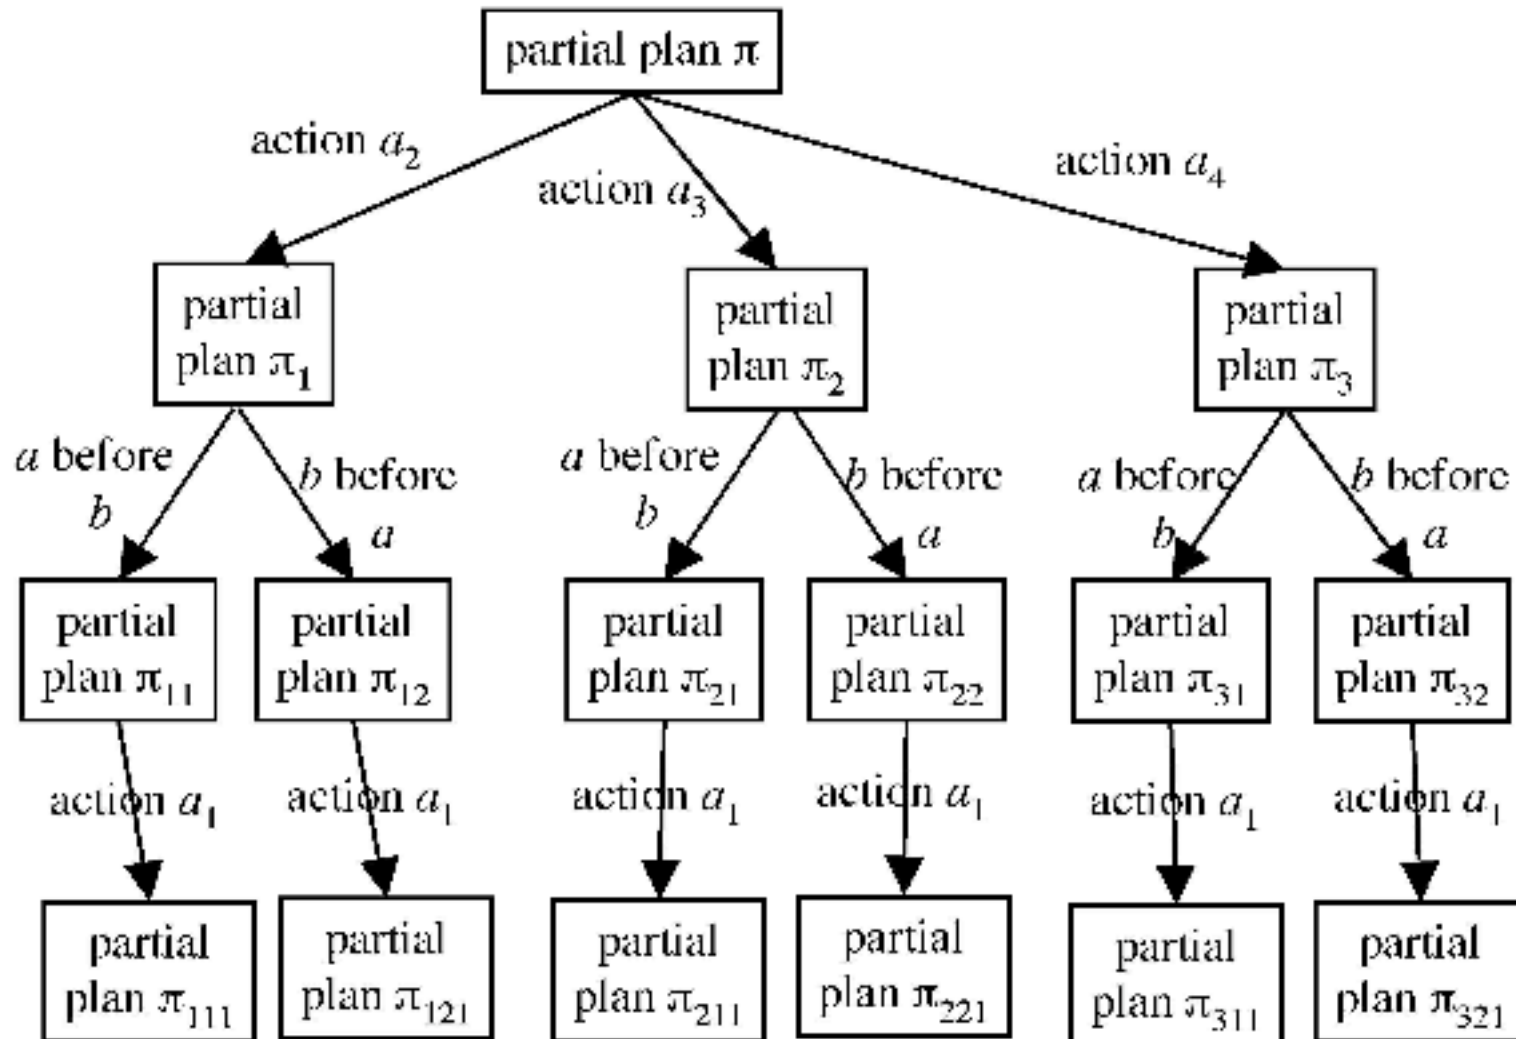 partial plan π
action a₂
action a₃
action a₄
partial
plan π₁
partial
plan π₂
partial
plan π₃
a before
b
b before
a
a before
b
b before
a
a before
b
b before
a
partial
plan π₁₁
partial
plan π₁₂
partial
plan π₂₁
partial
plan π₂₂
partial
plan π₃₁
partial
plan π₃₂
action a₁
action a₁
action a₁
action a₁
action a₁
action a₁
partial
plan π₁₁₁
partial
plan π₁₂₁
partial
plan π₂₁₁
partial
plan π₂₂₁
partial
plan π₃₁₁
partial
plan π₃₂₁